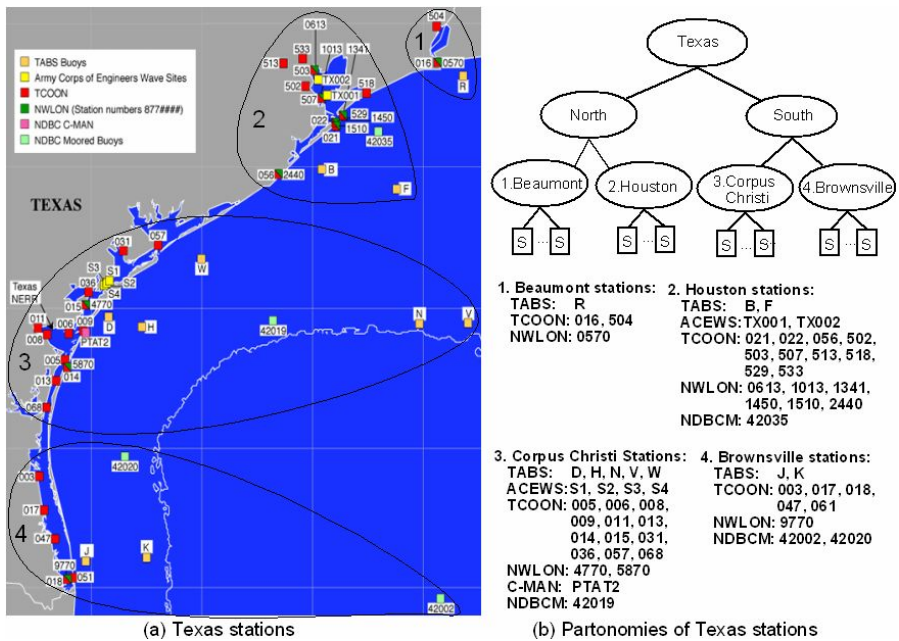 TABS Buoys
Army Corps of Engineers Wave Sites
TCOON
NWLON (Station numbers 877####)
NDBC C-MAN
NDBC Moored Buoys
TEXAS
1
504
016
0570
R
2
0613
533
1013
1341
513
503
TX002
502
TX001
518
507
529
022
1450
1510
021
42035
056
2440
B
F
3
031
057
W
S3
S1
036
S2
S4
Texas
NERR
015
4770
011
006
009
D
H
42019
N
V
008
PTAT2
005
5870
013
014
068
4
42020
003
017
047
J
K
9770
018
051
42002
(a) Texas stations
Texas
North
South
1.Beaumont
2.Houston
3.Corpus
Christi
4.Brownsville
S ... S
S ... S
S ... S
S ... S
1. Beaumont stations:
TABS: R
TCOON: 016, 504
NWLON: 0570
2. Houston stations:
TABS: B, F
ACEWS:TX001, TX002
TCOON: 021, 022, 056, 502,
503, 507, 513, 518,
529, 533
NWLON: 0613, 1013, 1341,
1450, 1510, 2440
NDBCM: 42035
3. Corpus Christi Stations:
TABS: D, H, N, V, W
ACEWS:S1, S2, S3, S4
TCOON: 005, 006, 008,
009, 011, 013,
014, 015, 031,
036, 057, 068
NWLON: 4770, 5870
C-MAN: PTAT2
NDBCM: 42019
4. Brownsville stations:
TABS: J, K
TCOON: 003, 017, 018,
047, 061
NWLON: 9770
NDBCM: 42002, 42020
(b) Partonomies of Texas stations